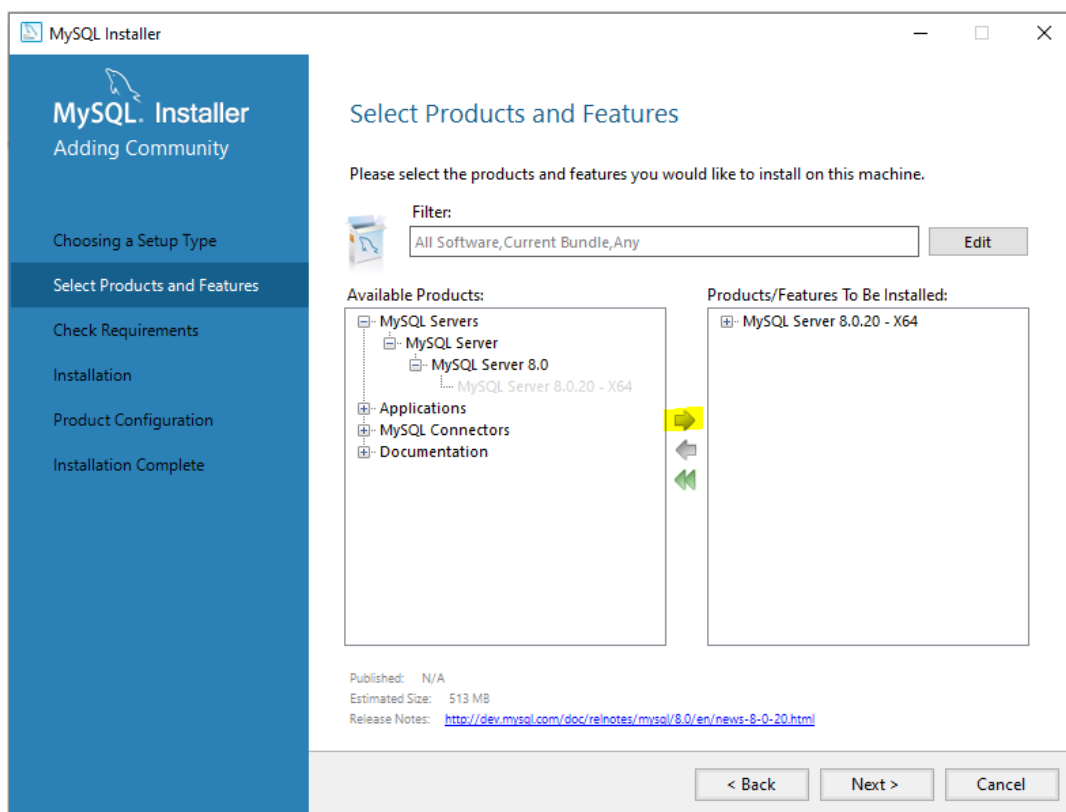 MySQL Installer
MySQL. Installer
Adding Community
Choosing a Setup Type
Select Products and Features
Check Requirements
Installation
Product Configuration
Installation Complete
Select Products and Features
Please select the products and features you would like to install on this machine.
Filter:
All Software,Current Bundle,Any
Edit
Available Products:
MySQL Servers
MySQL Server
MySQL Server 8.0
MySQL Server 8.0.20 - X64
Applications
MySQL Connectors
Documentation
Products/Features To Be Installed:
MySQL Server 8.0.20 - X64
Published: N/A
Estimated Size: 513 MB
Release Notes: http://dev.mysql.com/doc/relnotes/mysql/8.0/en/news-8-0-20.html
< Back
Next >
Cancel